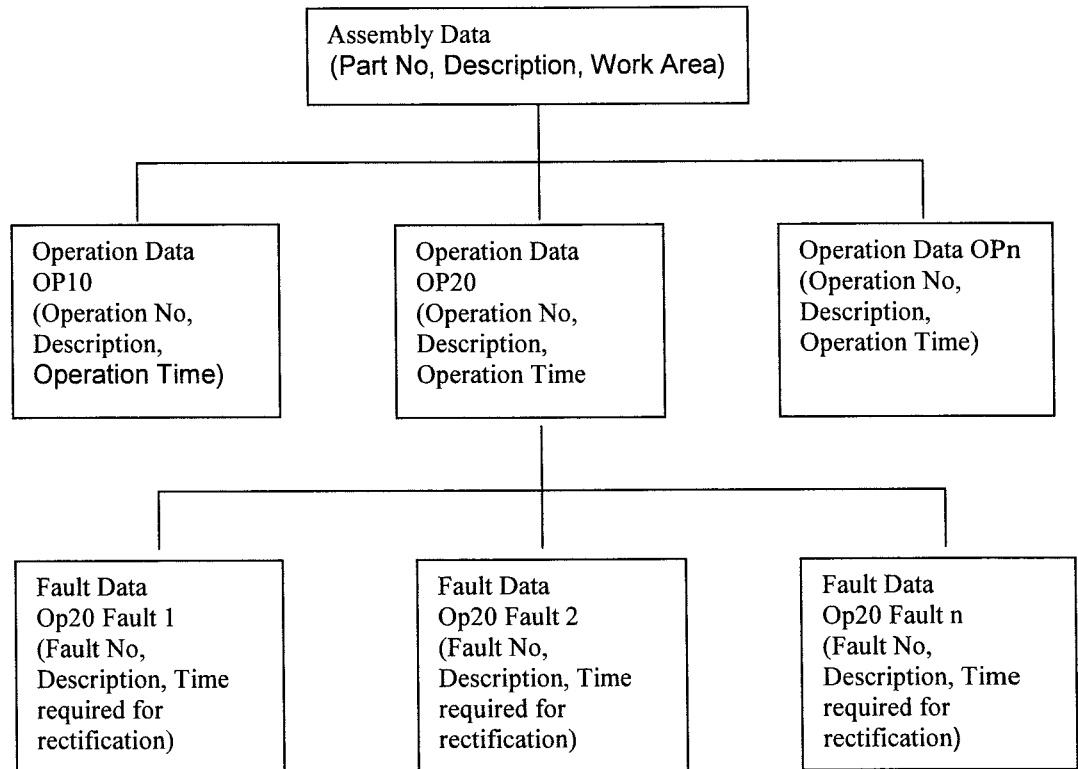 Assembly Data
(Part No, Description, Work Area)
Operation Data
OP10
(Operation No,
Description,
Operation Time)
Operation Data
OP20
(Operation No,
Description,
Operation Time
Operation Data OPn
(Operation No,
Description,
Operation Time)
Fault Data
Op20 Fault 1
(Fault No,
Description, Time
required for
rectification)
Fault Data
Op20 Fault 2
(Fault No,
Description, Time
required for
rectification)
Fault Data
Op20 Fault n
(Fault No,
Description, Time
required for
rectification)